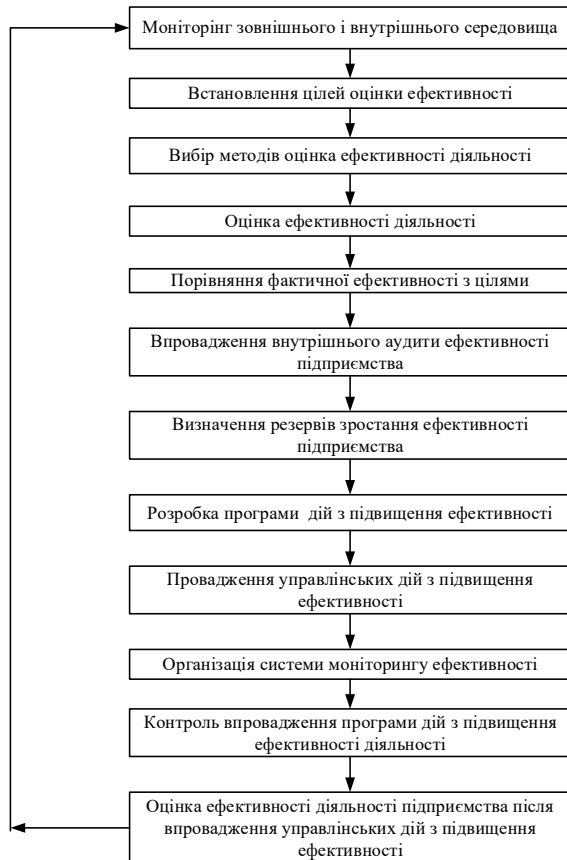 Моніторінг зовнішнього і внутрішнього середовища
Встановлення цілей оцінки ефективності
Вибір методів оцінка ефективності діяльності
Оцінка ефективності діяльності
Порівняння фактичної ефективності з цілями
Впровадження внутрішнього аудити ефективності
підприємства
Визначення резервів зростання ефективності
підприємства
Розробка програми дій з підвищення ефективності
Провадження управлінських дій з підвищення
ефективності
Організація системи моніторингу ефективності
Контроль впровадження програми дій з підвищення
ефективності діяльності
Оцінка ефективності діяльності підприємства після
впровадження управлінських дій з підвищення
ефективності